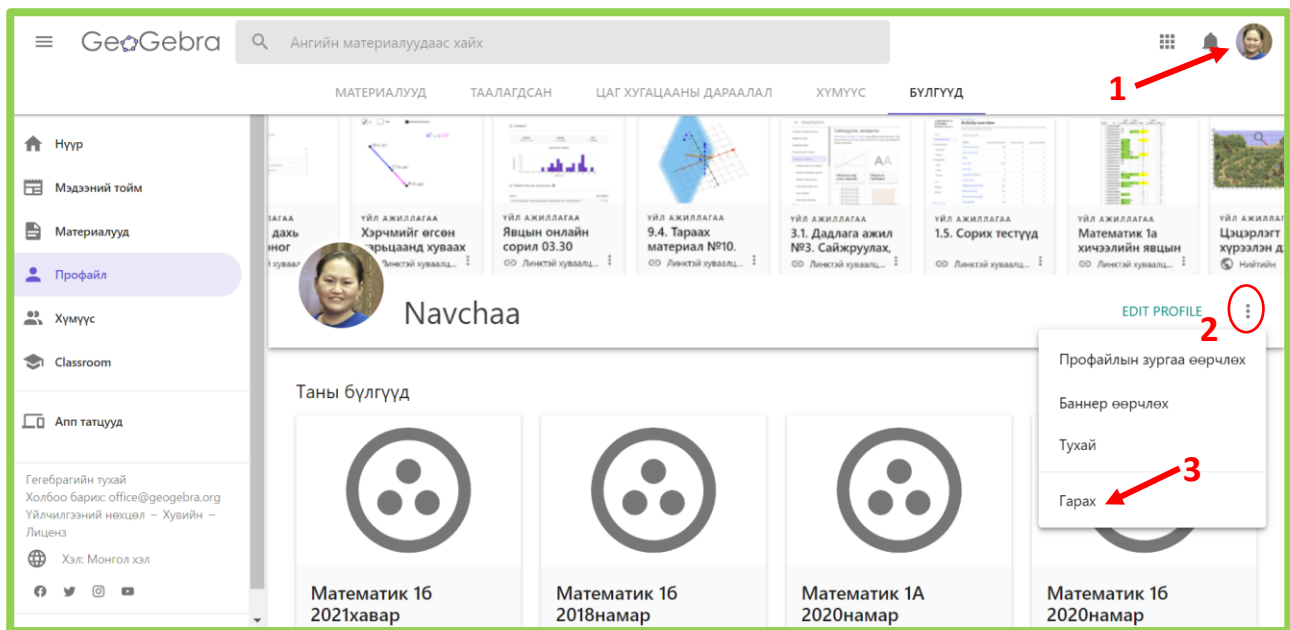 GeoGebra
Ангийн материалуудаас хайх
1
МАТЕРИАЛУУД ТААЛАГДСАН ЦАГ ХУГАЦААНЫ ДАРААЛАЛ ХҮМҮҮС БҮЛГҮҮД
Нүүр
Мэдээний тойм
Материалууд
Профайл
Хүмүүс
Classroom
Апп татцууд
Гегебрагийн тухай
Холбоо барих: office@geogebra.org
Үйлчилгээний нөхцөл – Хувийн –
Лиценз
Хэл: Монгол хэл
ҮЙЛ АЖИЛЛАГАА
Хэрчмийг өгсөн
харьцаанд хуваах
Линктэй хуваалц...
ҮЙЛ АЖИЛЛАГАА
Явцын онлайн
сорил 03.30
Линктэй хуваалц...
ҮЙЛ АЖИЛЛАГАА
9.4. Тараах
материал №10.
Линктэй хуваалц...
ҮЙЛ АЖИЛЛАГАА
3.1. Дадлага ажил
№3. Сайжруулах,
Линктэй хуваалц...
ҮЙЛ АЖИЛЛАГАА
1.5. Сорих тестүүд
Линктэй хуваалц...
ҮЙЛ АЖИЛЛАГАА
Математик 1а
хичээлийн явцын
Линктэй хуваалц...
ҮЙЛ АЖИЛЛАГ
Цэцэрлэгт
хүрээлэн д
Нийтийн
Navchaa
EDIT PROFILE
2
Профайлын зургаа өөрчлөх
Баннер өөрчлөх
Тухай
3
Гарах
Таны бүлгүүд
Математик 1б
2021хавар
Математик 1б
2018намар
Математик 1А
2020намар
Математик 1б
2020намар